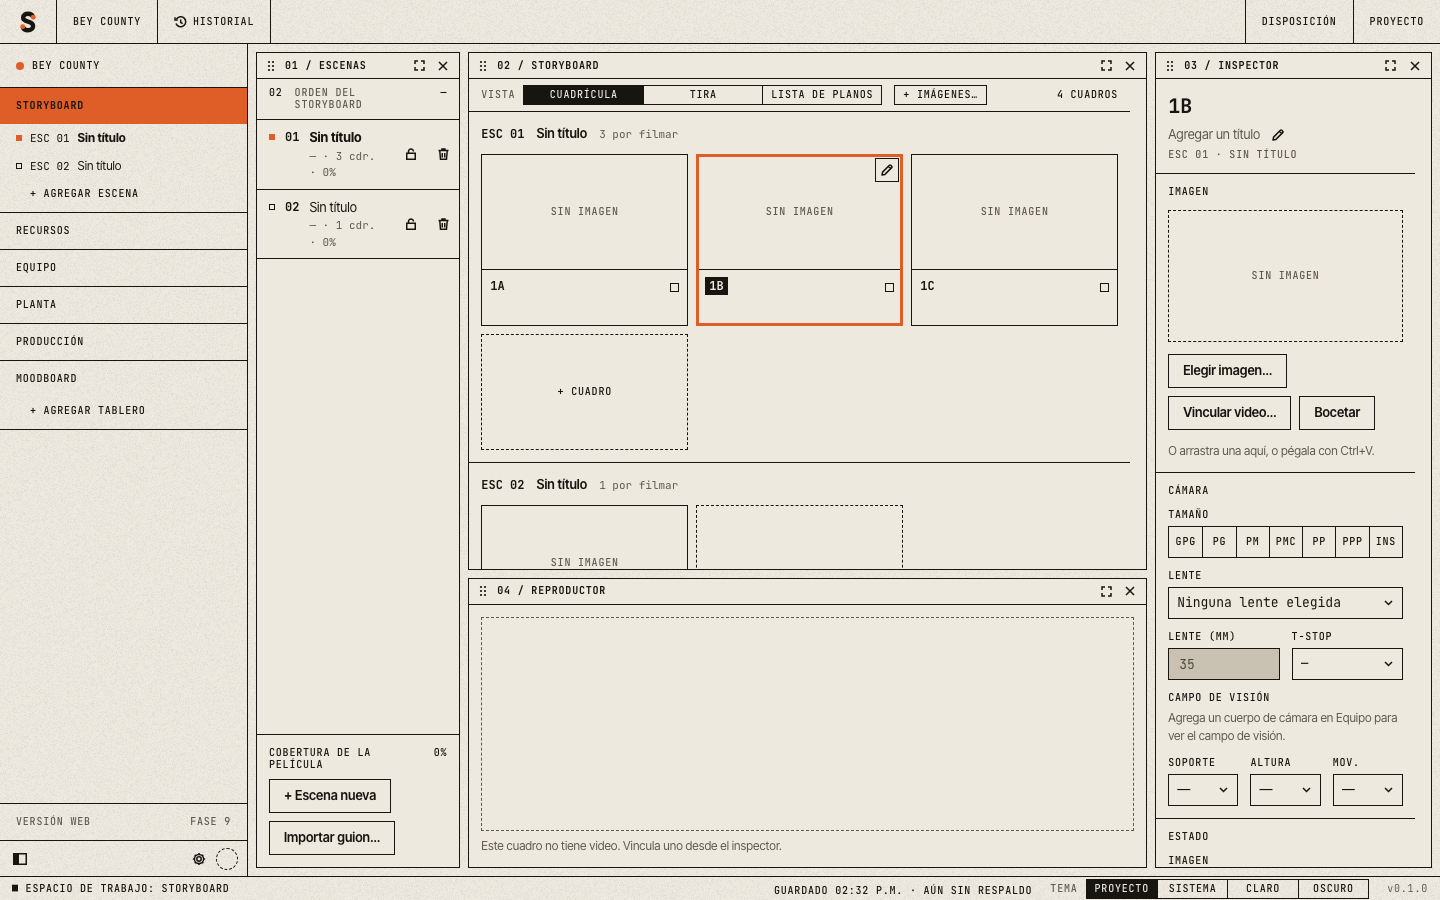 S
BEY COUNTY
HISTORIAL
DISPOSICIÓN
PROYECTO
BEY COUNTY
STORYBOARD
ESC 01 Sin título
ESC 02 Sin título
+ AGREGAR ESCENA
RECURSOS
EQUIPO
PLANTA
PRODUCCIÓN
MOODBOARD
+ AGREGAR TABLERO
VERSIÓN WEB
FASE 9
01 / ESCENAS
02 ORDEN DEL
STORYBOARD
—
01 Sin título
— · 3 cdr.
· 0%
02 Sin título
— · 1 cdr.
· 0%
COBERTURA DE LA
PELÍCULA
0%
+ Escena nueva
Importar guion…
02 / STORYBOARD
VISTA
CUADRÍCULA
TIRA
LISTA DE PLANOS
+ IMÁGENES…
4 CUADROS
ESC 01 Sin título 3 por filmar
SIN IMAGEN
SIN IMAGEN
SIN IMAGEN
1A
1B
1C
+ CUADRO
ESC 02 Sin título 1 por filmar
SIN IMAGEN
04 / REPRODUCTOR
Este cuadro no tiene video. Vincula uno desde el inspector.
03 / INSPECTOR
1B
Agregar un título
ESC 01 · SIN TÍTULO
IMAGEN
SIN IMAGEN
Elegir imagen…
Vincular video…
Bocetar
O arrastra una aquí, o pégala con Ctrl+V.
CÁMARA
TAMAÑO
GPG PG PM PMC PP PPP INS
LENTE
Ninguna lente elegida
LENTE (MM)
T-STOP
35
—
CAMPO DE VISIÓN
Agrega un cuerpo de cámara en Equipo para
ver el campo de visión.
SOPORTE
ALTURA
MOV.
—
—
—
ESTADO
IMAGEN
ESPACIO DE TRABAJO: STORYBOARD
GUARDADO 02:32 P.M. · AÚN SIN RESPALDO
TEMA
PROYECTO
SISTEMA
CLARO
OSCURO
v0.1.0